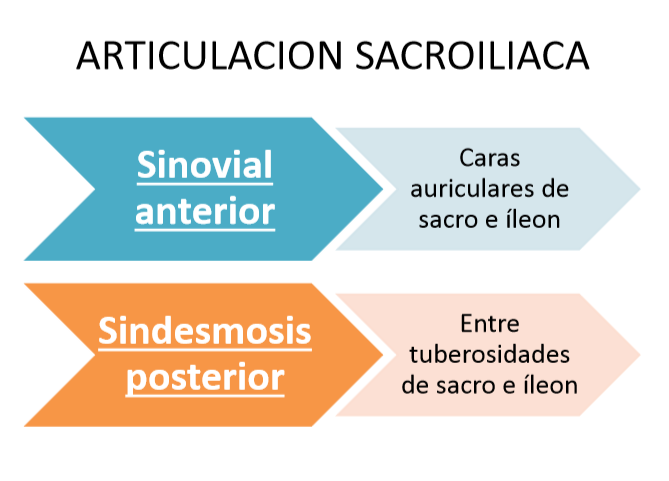 ARTICULACION SACROILIACA
Sinovial
anterior
Caras
auriculares de
sacro e íleon
Sindesmosis
posterior
Entre
tuberosidades
de sacro e íleon